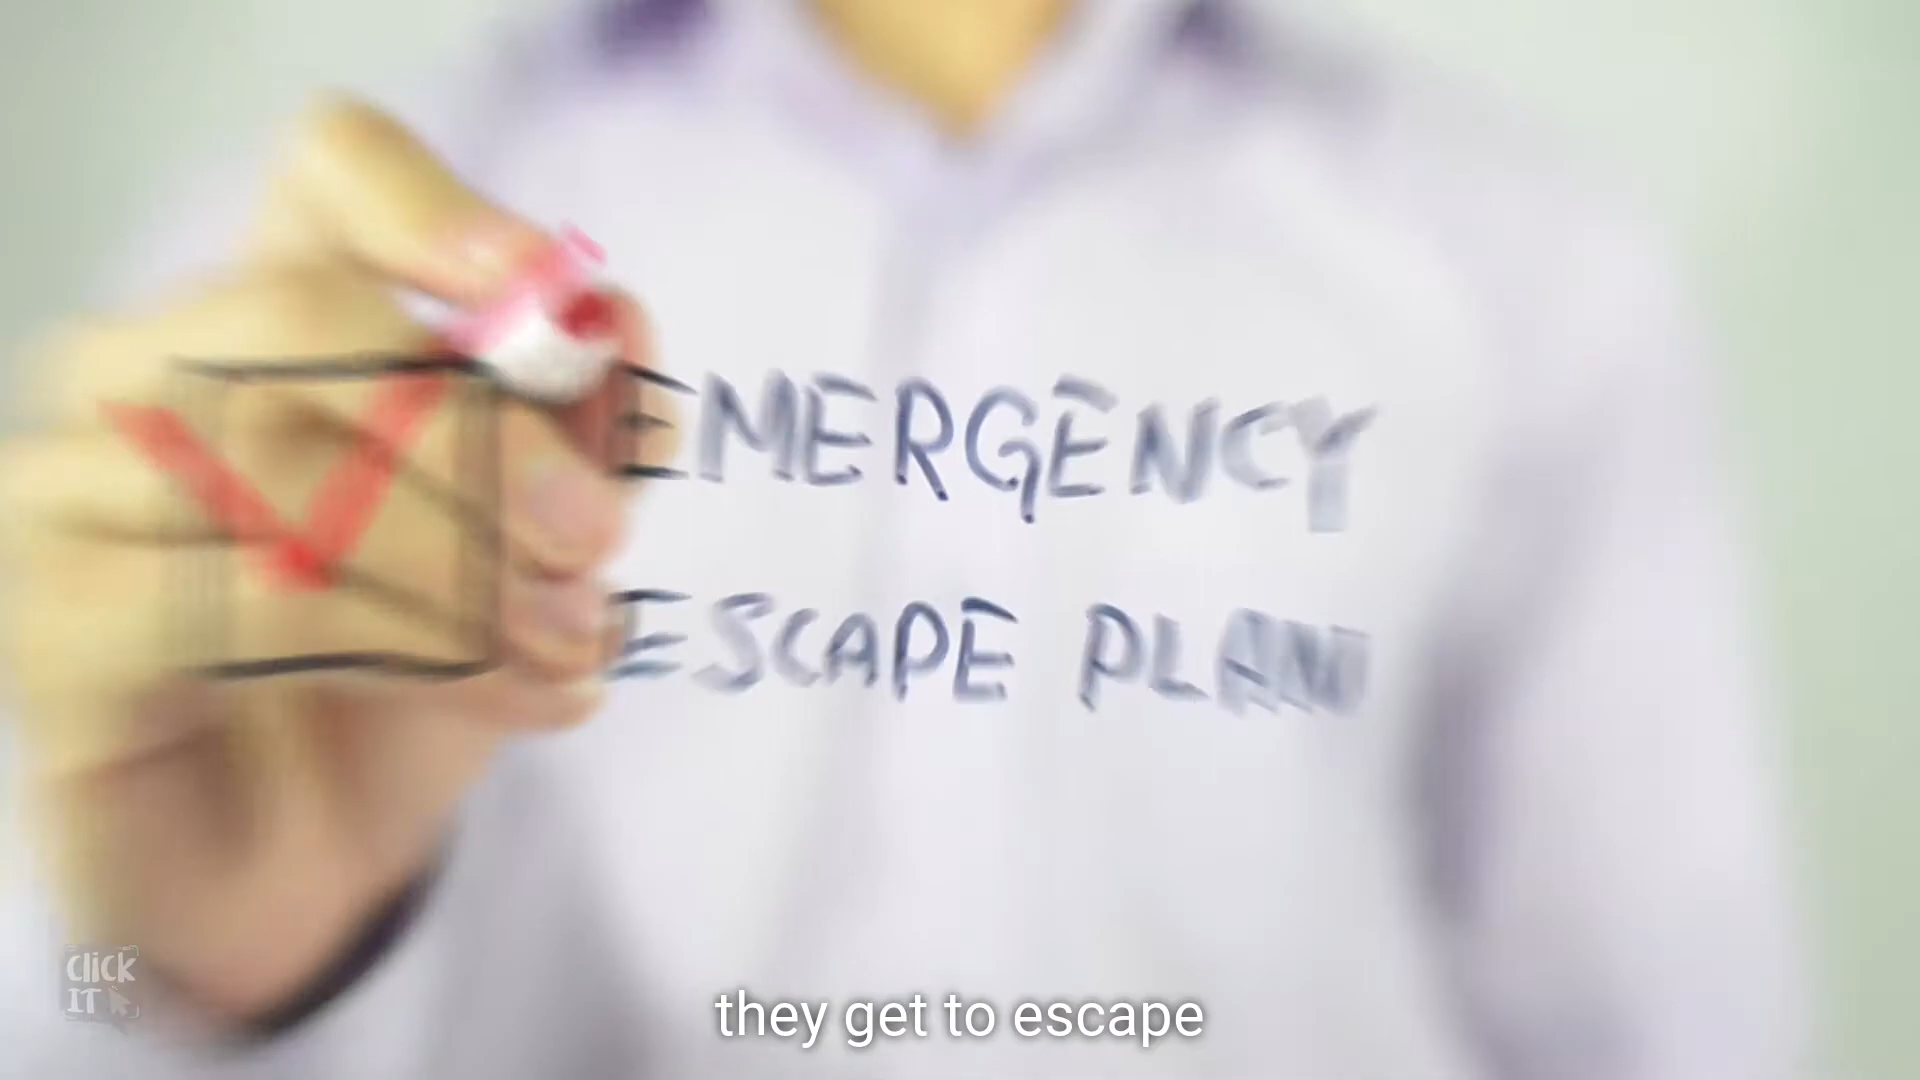 EMERGENCY
ESCAPE PLAN
click
IT
they get to escape